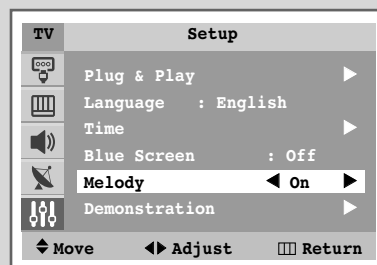 TV Setup
Plug & Play
Language : English
Time
Blue Screen : Off
Melody On
Demonstration
Move Adjust Return